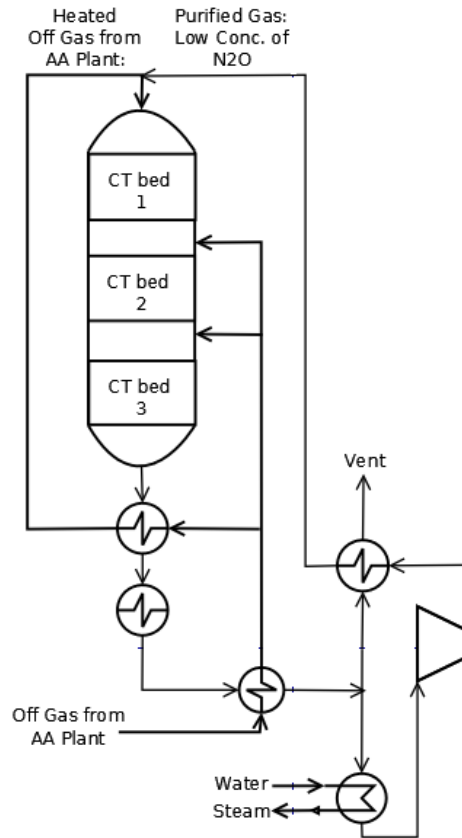 Heated
Off Gas from
AA Plant:
Purified Gas:
Low Conc. of
N2O
CT bed
1
CT bed
2
CT bed
3
Vent
Off Gas from
AA Plant
Water
Steam